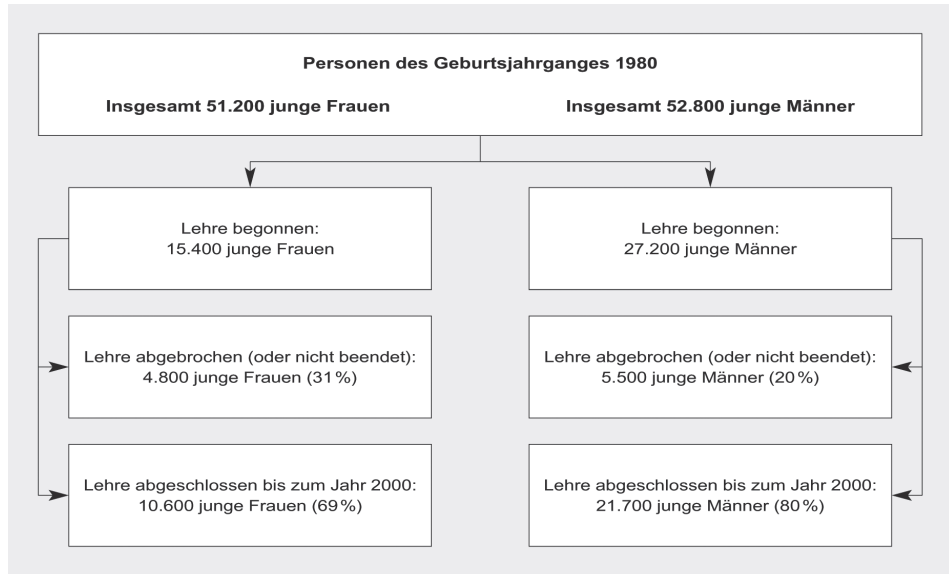 Personen des Geburtsjahrganges 1980
Insgesamt 51.200 junge Frauen
Insgesamt 52.800 junge Männer
Lehre begonnen:
15.400 junge Frauen
Lehre begonnen:
27.200 junge Männer
Lehre abgebrochen (oder nicht beendet):
4.800 junge Frauen (31 %)
Lehre abgebrochen (oder nicht beendet):
5.500 junge Männer (20 %)
Lehre abgeschlossen bis zum Jahr 2000:
10.600 junge Frauen (69 %)
Lehre abgeschlossen bis zum Jahr 2000:
21.700 junge Männer (80 %)